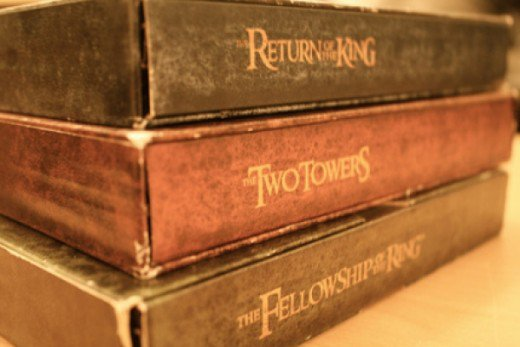 THE RETURN OF THE KING
THE TWO TOWERS
THE FELLOWSHIP OF THE RING